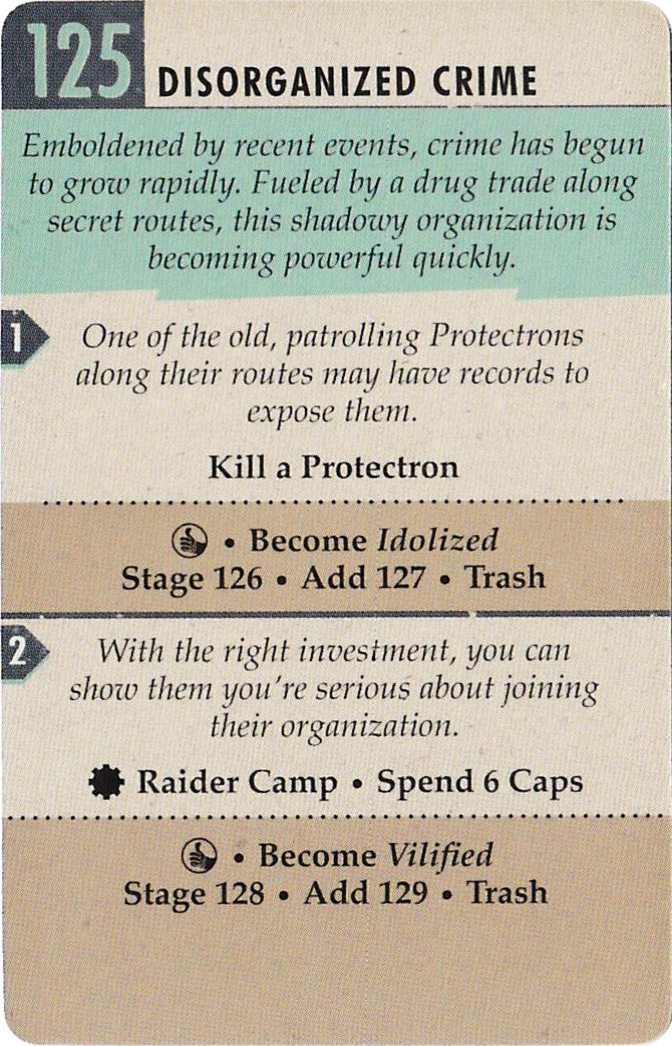 125
DISORGANIZED CRIME
Emboldened by recent events, crime has begun
to grow rapidly. Fueled by a drug trade along
secret routes, this shadowy organization is
becoming powerful quickly.
1
One of the old, patrolling Protectrons
along their routes may have records to
expose them.
Kill a Protectron
• Become Idolized
Stage 126 • Add 127 • Trash
2
With the right investment, you can
show them you're serious about joining
their organization.
Raider Camp • Spend 6 Caps
• Become Vilified
Stage 128 • Add 129 • Trash